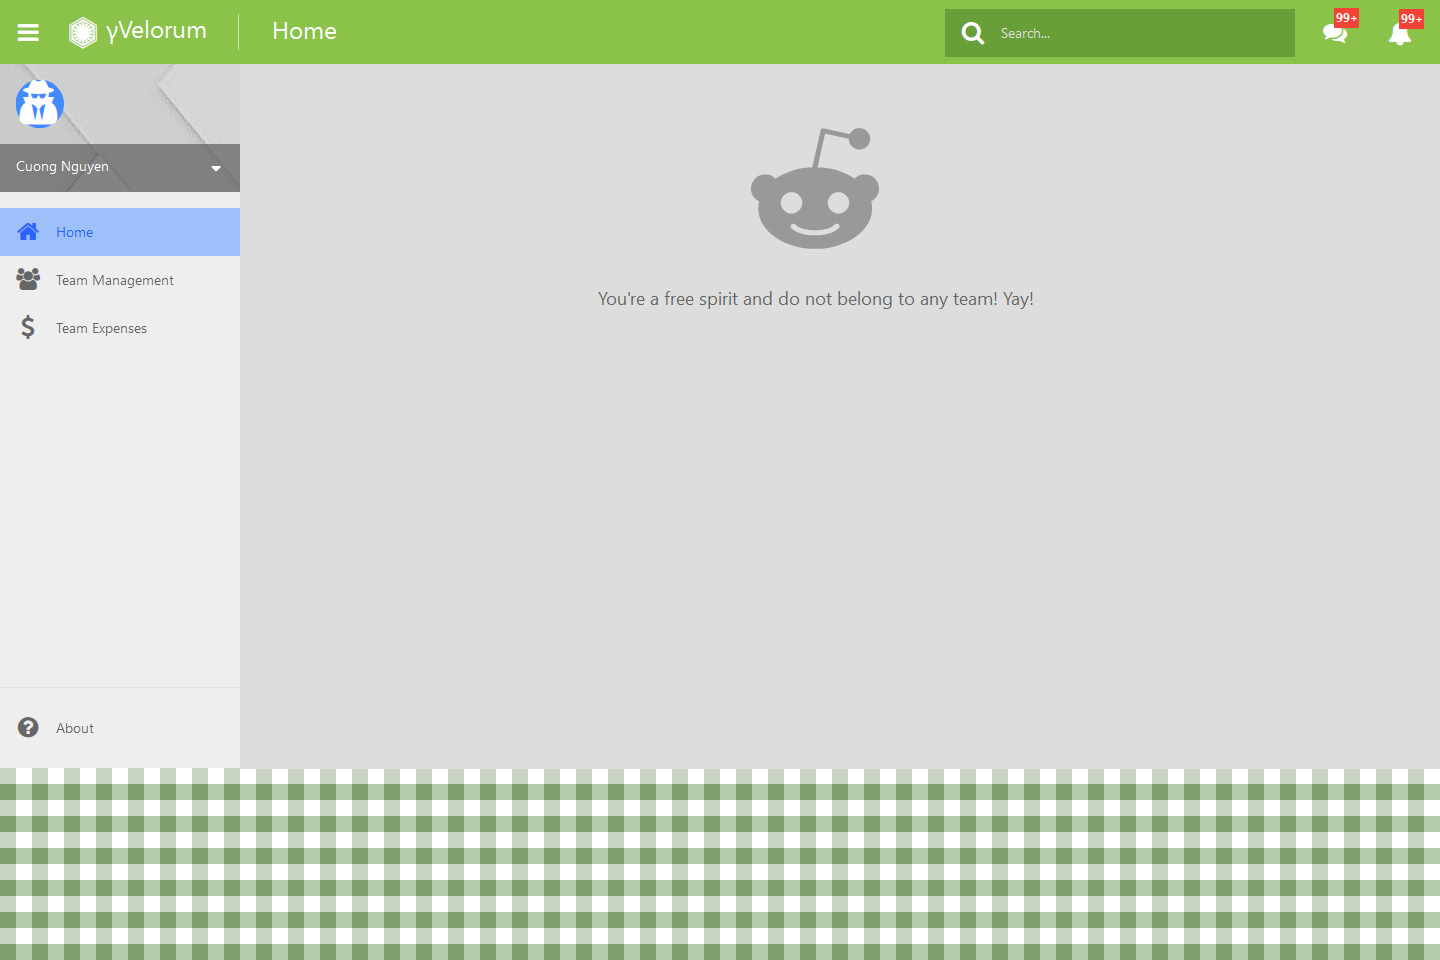 γVelorum
Home
Search...
99+
99+
Cuong Nguyen
Home
Team Management
Team Expenses
You're a free spirit and do not belong to any team! Yay!
About